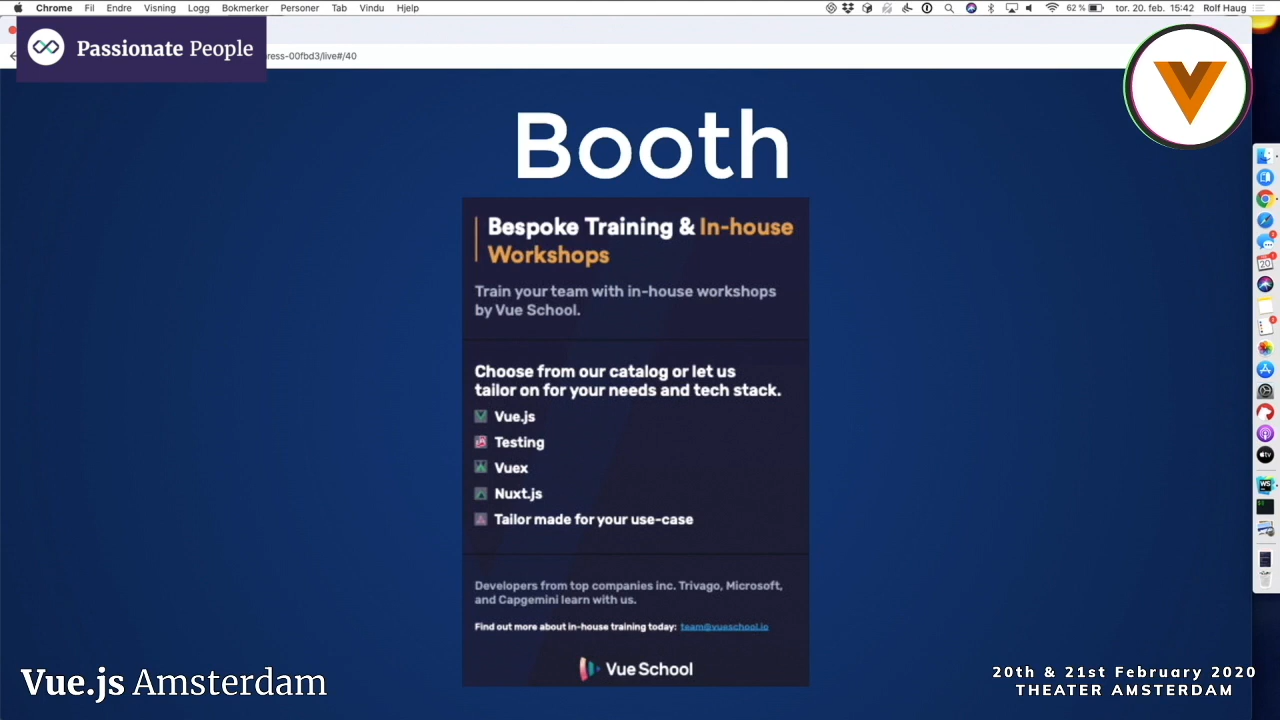 Chrome Fil Endre Visning Logg Bokmerker Personer Tab Vindu Hjelp 62 % tor. 20. feb. 15:42 Rolf Haug
Passionate People
ress-00fbd3/live#/40
Booth
Bespoke Training & In-house
Workshops
Train your team with in-house workshops
by Vue School.
Choose from our catalog or let us
tailor on for your needs and tech stack.
Vue.js
Testing
Vuex
Nuxt.js
Tailor made for your use-case
Developers from top companies inc. Trivago, Microsoft,
and Capgemini learn with us.
Find out more about in-house training today: team@vueschool.io
Vue School
Vue.js Amsterdam
20th & 21st February 2020
THEATER AMSTERDAM
20
WS
tv